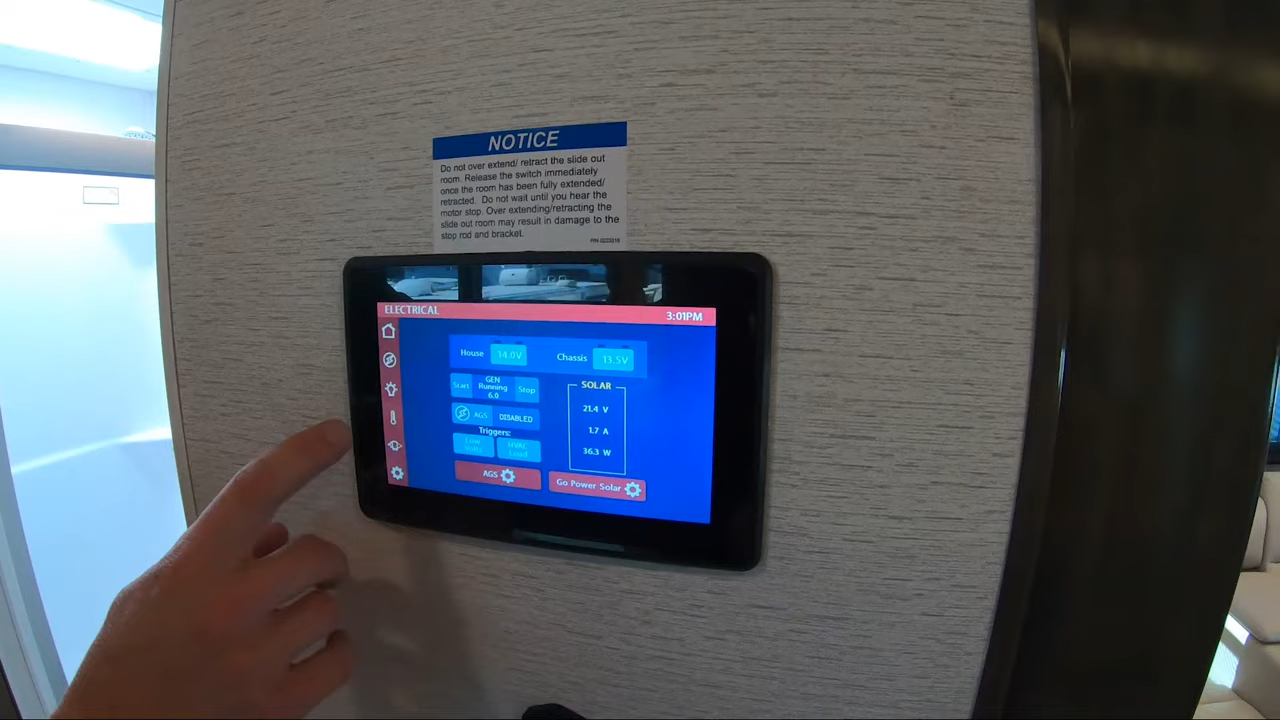 NOTICE
Do not over extend/ retract the slide out
room. Release the switch immediately
once the room has been fully extended/
retracted. Do not wait until you hear the
motor stop. Over extending/retracting the
slide out room may result in damage to the
stop rod and bracket.
ELECTRICAL
3:01PM
House 14.0V Chassis 13.5V
Start GEN Running 6.0 Stop
AGS DISABLED
Triggers:
Low Volts HVAC Load
SOLAR
21.4 V
1.7 A
36.3 W
AGS
Go Power Solar